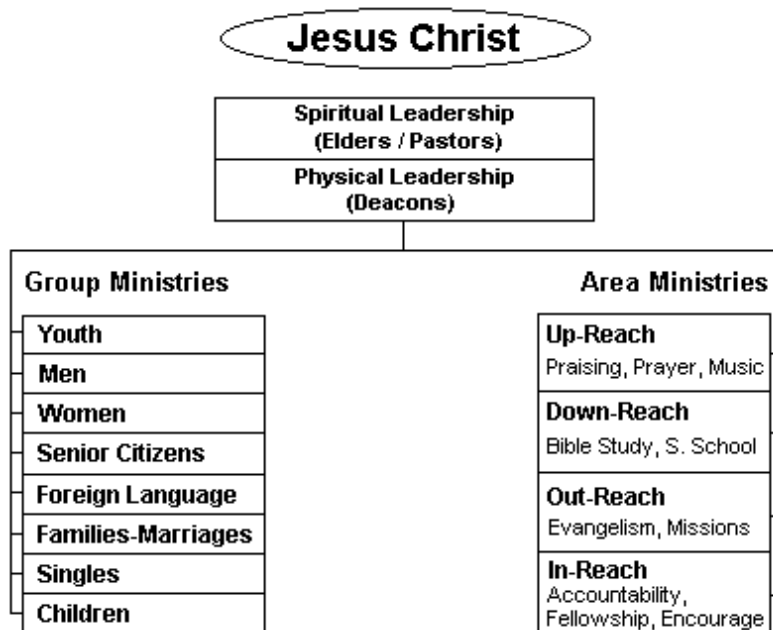 Jesus Christ
Spiritual Leadership
(Elders / Pastors)
Physical Leadership
(Deacons)
Group Ministries
Youth
Men
Women
Senior Citizens
Foreign Language
Families-Marriages
Singles
Children
Area Ministries
Up-Reach
Praising, Prayer, Music
Down-Reach
Bible Study, S. School
Out-Reach
Evangelism, Missions
In-Reach
Accountability,
Fellowship, Encourage